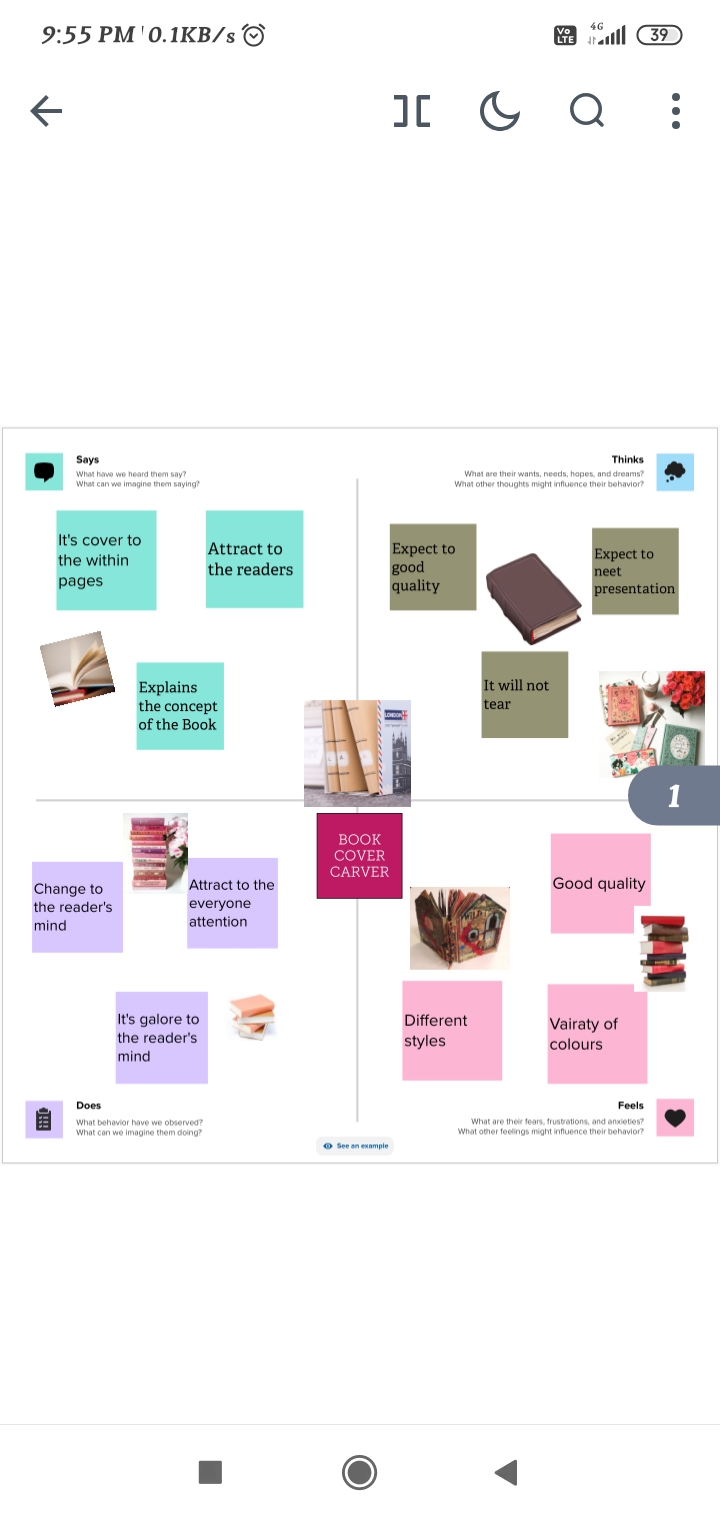 9:55 PM
0.1KB/s
Vo
LTE
4G
39
Says
What have we heard them say?
What can we imagine them saying?
Thinks
What are their wants, needs, hopes, and dreams?
What other thoughts might influence their behavior?
It's cover to
the within
pages
Attract to
the readers
Expect to
good
quality
Expect to
neet
presentation
Explains
the concept
of the Book
It will not
tear
LONDON
1
BOOK
COVER
CARVER
Change to
the reader's
mind
Attract to the
everyone
attention
Good quality
It's galore to
the reader's
mind
Different
styles
Vairaty of
colours
Does
What behavior have we observed?
What can we imagine them doing?
Feels
What are their fears, frustrations, and anxieties?
What other feelings might influence their behavior?
See an example